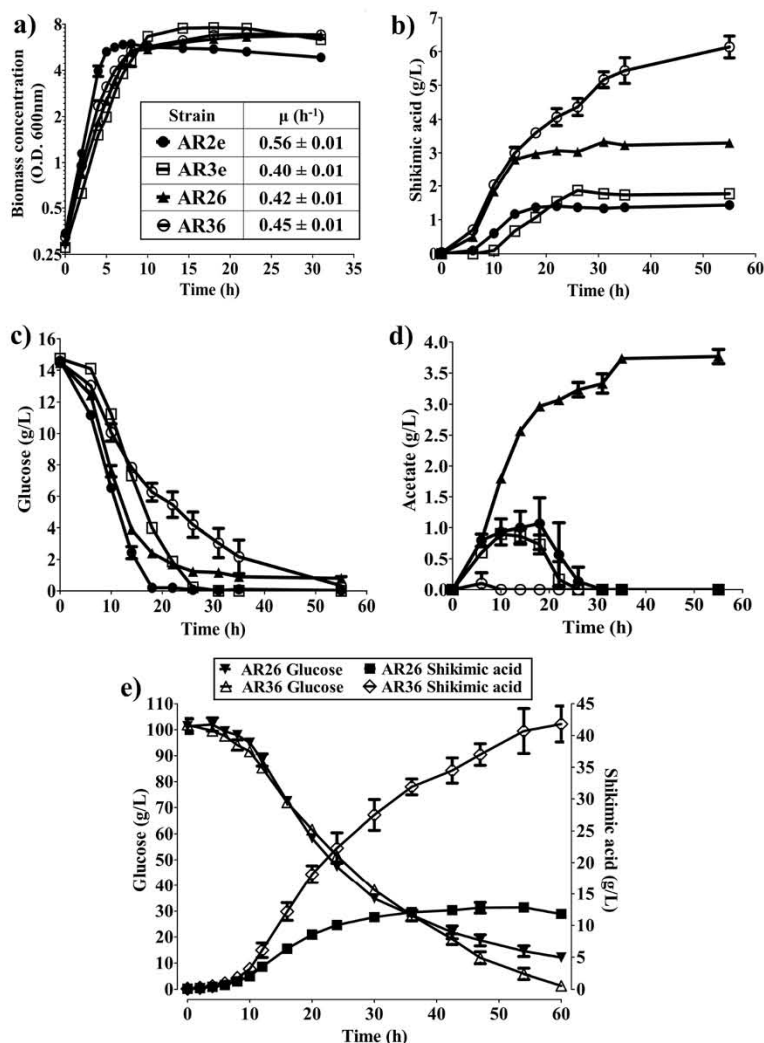 a)
Biomass concentration
(O.D. 600nm)
8
4
2
1
0.5
0.25
Strain μ (h⁻¹)
AR2e 0.56 ± 0.01
AR3e 0.40 ± 0.01
AR26 0.42 ± 0.01
AR36 0.45 ± 0.01
0 5 10 15 20 25 30 35
Time (h)
b)
Shikimic acid (g/L)
7
6
5
4
3
2
1
0
0 10 20 30 40 50 60
Time (h)
c)
Glucose (g/L)
16
14
12
10
8
6
4
2
0
0 10 20 30 40 50 60
Time (h)
d)
Acetate (g/L)
4.0
3.5
3.0
2.5
2.0
1.5
1.0
0.5
0.0
0 10 20 30 40 50 60
Time (h)
e)
AR26 Glucose AR26 Shikimic acid
AR36 Glucose AR36 Shikimic acid
Glucose (g/L)
110
100
90
80
70
60
50
40
30
20
10
0
45
40
35
30
25
20
15
10
5
0
Shikimic acid (g/L)
0 10 20 30 40 50 60
Time (h)